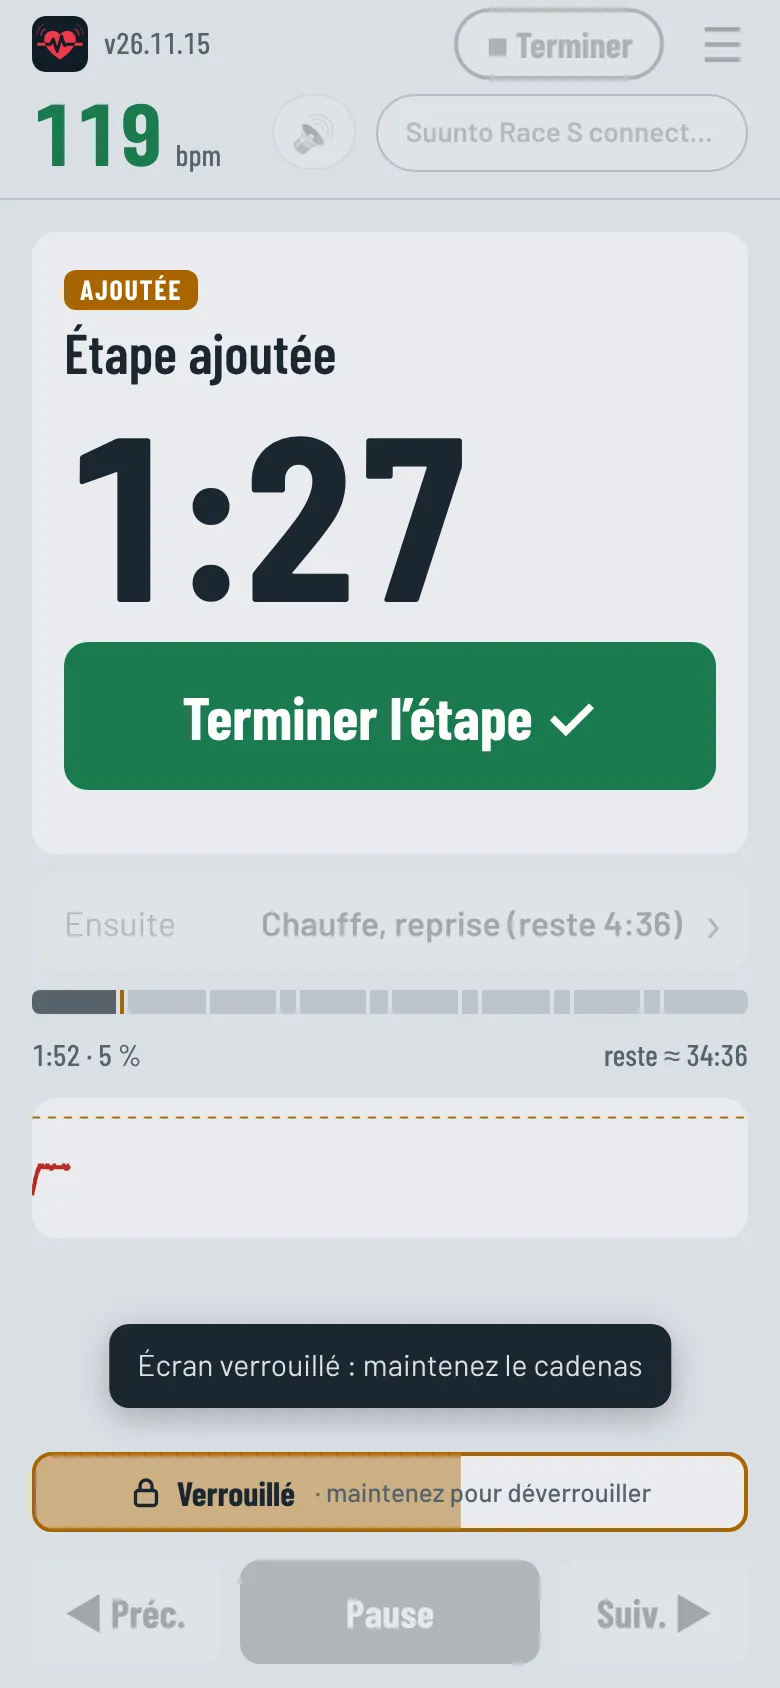 v26.11.15
■ Terminer
119 bpm
Suunto Race S connect…
AJOUTÉE
Étape ajoutée
1:27
Terminer l’étape ✓
Ensuite
Chauffe, reprise (reste 4:36) ›
1:52 · 5 %
reste ≈ 34:36
Écran verrouillé : maintenez le cadenas
Verrouillé · maintenez pour déverrouiller
◀ Préc.
Pause
Suiv. ▶